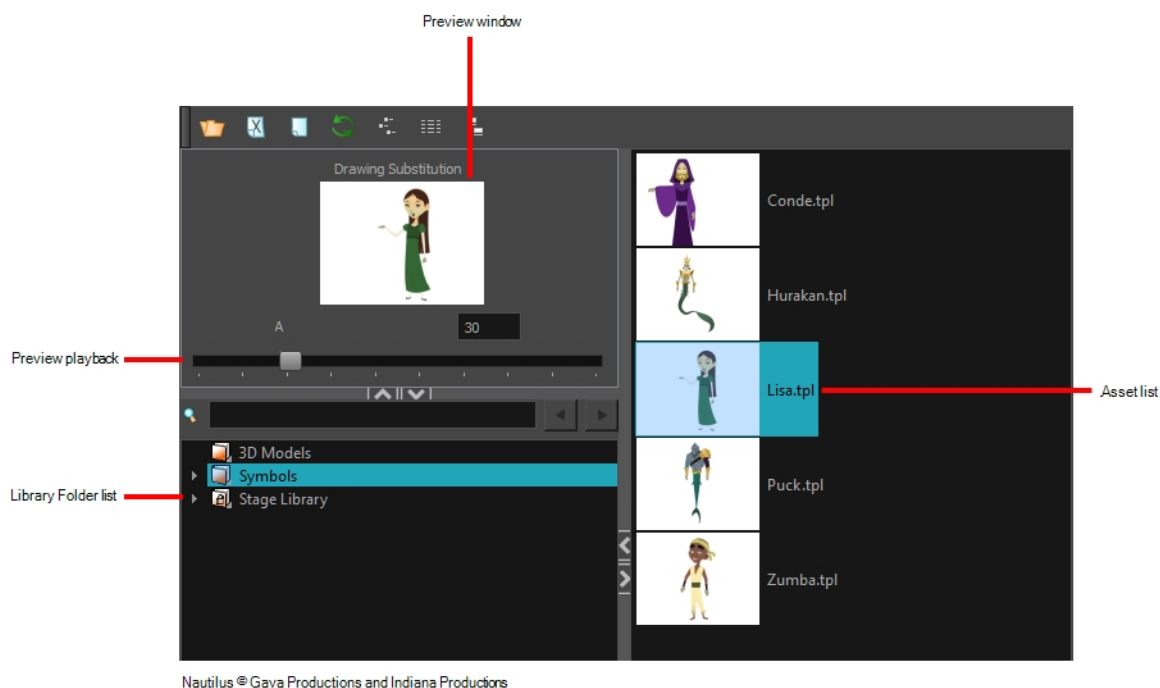 Preview window
Drawing Substitution
A
30
Preview playback
3D Models
Symbols
Library Folder list
Stage Library
Conde.tpl
Hurakan.tpl
Lisa.tpl
Asset list
Puck.tpl
Zumba.tpl
Nautilus © Gava Productions and Indiana Productions